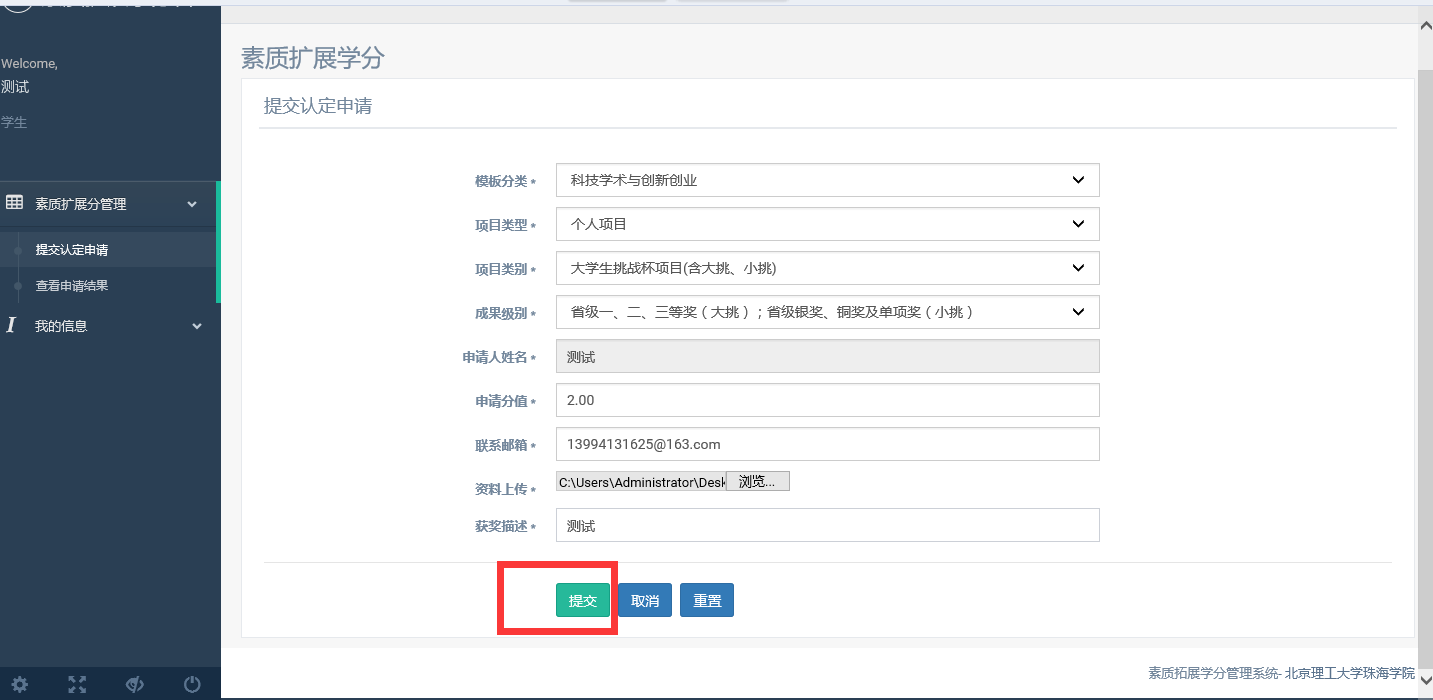 Welcome,
测试
学生
素质扩展分管理
提交认定申请
查看申请结果
我的信息
素质扩展学分
提交认定申请
模板分类 * 科技学术与创新创业
项目类型 * 个人项目
项目类别 * 大学生挑战杯项目(含大挑、小挑)
成果级别 * 省级一、二、三等奖（大挑）；省级银奖、铜奖及单项奖（小挑）
申请人姓名 * 测试
申请分值 * 2.00
联系邮箱 * 13994131625@163.com
资料上传 * C:\Users\Administrator\Desk 浏览...
获奖描述 * 测试
提交 取消 重置
素质拓展学分管理系统- 北京理工大学珠海学院